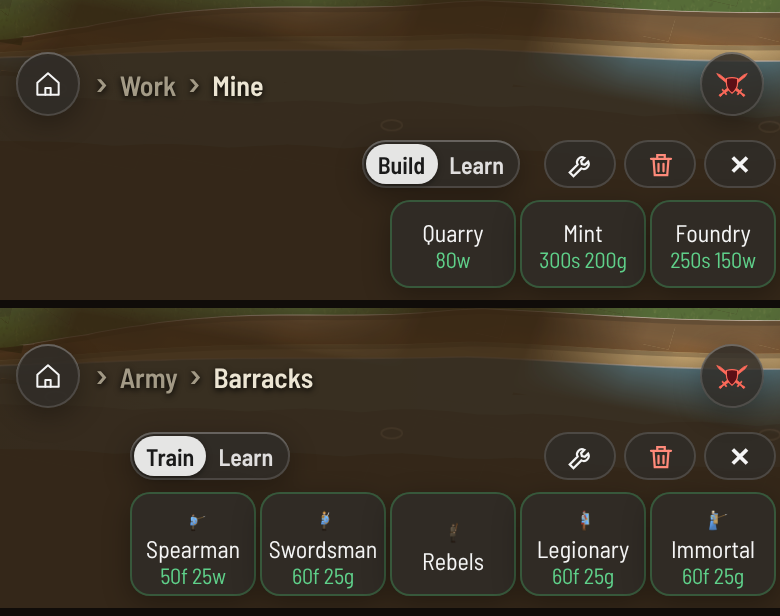 › Work › Mine
Build Learn
Quarry Mint Foundry
80w 300s 200g 250s 150w
› Army › Barracks
Train Learn
Spearman Swordsman Rebels Legionary Immortal
50f 25w 60f 25g 60f 25g 60f 25g